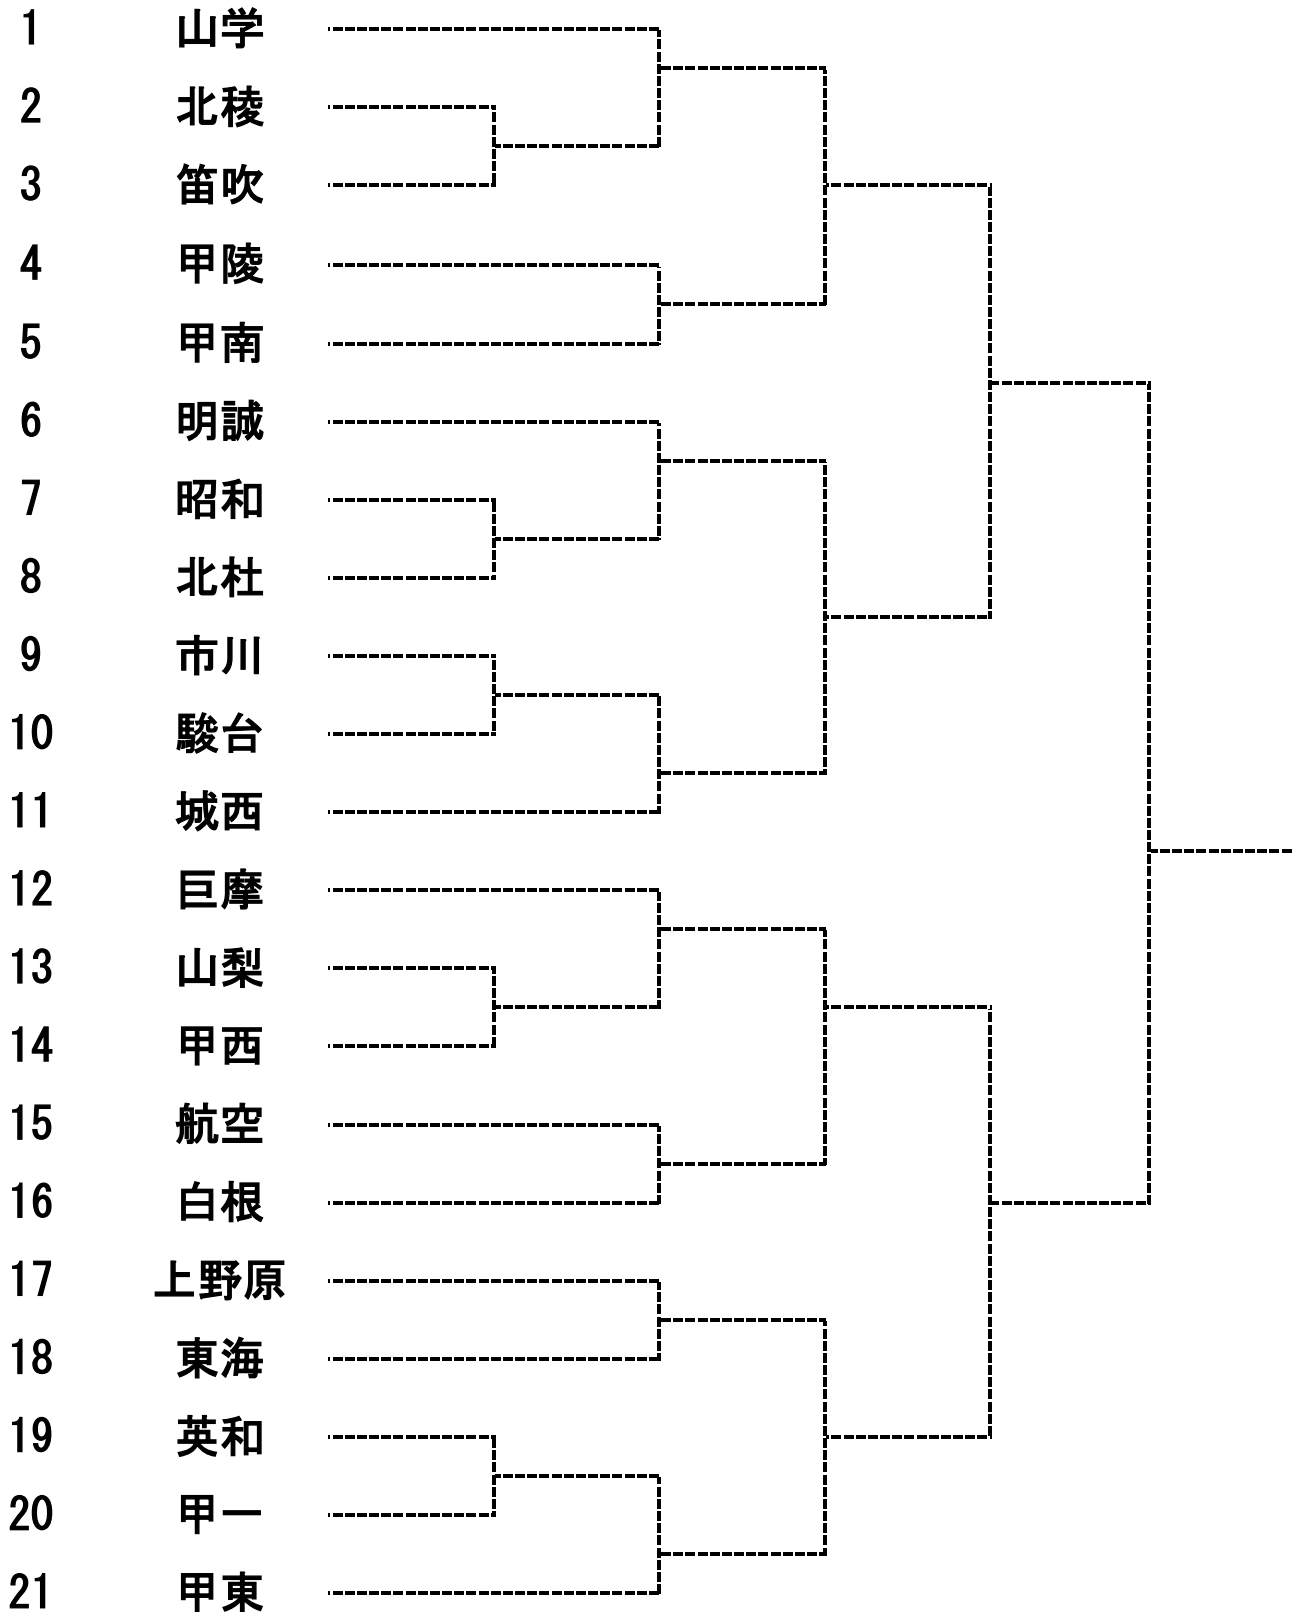 1 山学
2 北稜
3 笛吹
4 甲陵
5 甲南
6 明誠
7 昭和
8 北杜
9 市川
10 駿台
11 城西
12 巨摩
13 山梨
14 甲西
15 航空
16 白根
17 上野原
18 東海
19 英和
20 甲一
21 甲東